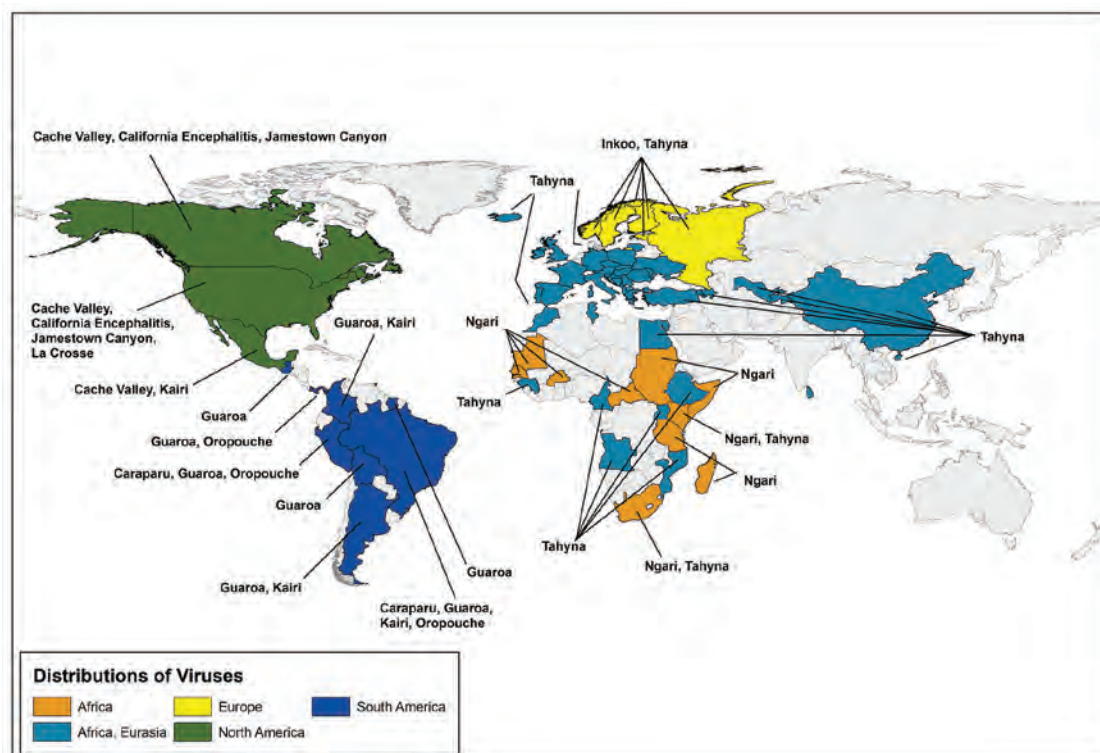 Cache Valley, California Encephalitis, Jamestown Canyon
Inkoo, Tahyna
Tahyna
Cache Valley,
California Encephalitis,
Jamestown Canyon,
La Crosse
Guaroa, Kairi
Ngari
Tahyna
Cache Valley, Kairi
Ngari
Tahyna
Guaroa
Guaroa, Oropouche
Ngari, Tahyna
Caraparu, Guaroa, Oropouche
Ngari
Guaroa
Tahyna
Guaroa
Ngari, Tahyna
Guaroa, Kairi
Caraparu, Guaroa,
Kairi, Oropouche
Distributions of Viruses
Africa
Europe
South America
Africa, Eurasia
North America